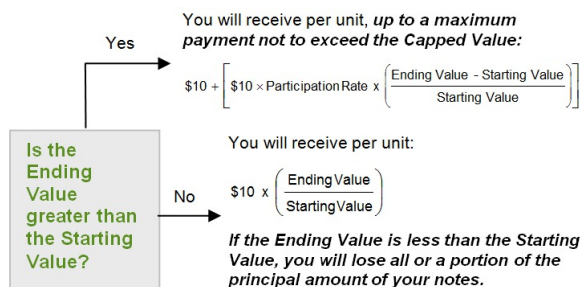 You will receive per unit, up to a maximum
payment not to exceed the Capped Value:
Yes
$10 + [ $10 × Participation Rate x ( Ending Value - Starting Value
Starting Value ) ]
Is the
Ending
Value
greater than
the Starting
Value?
No
You will receive per unit:
$10 x ( Ending Value
Starting Value )
If the Ending Value is less than the Starting
Value, you will lose all or a portion of the
principal amount of your notes.